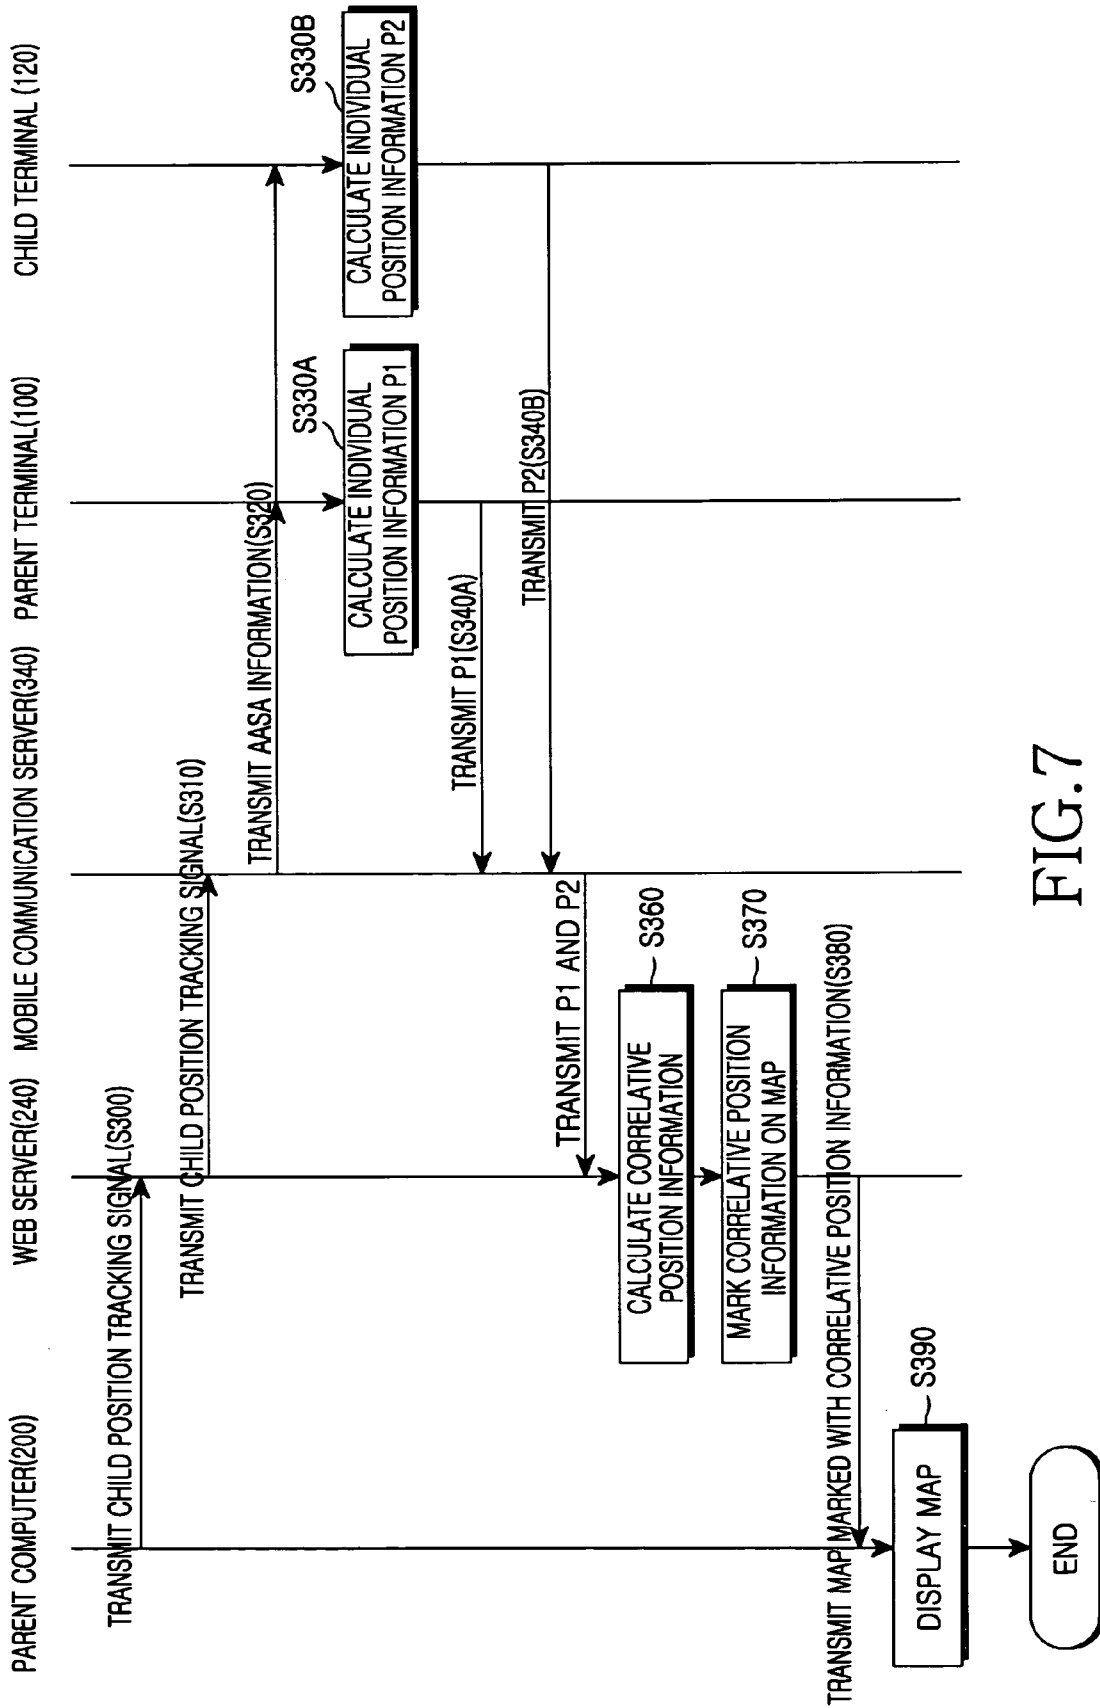 PARENT COMPUTER(200)
WEB SERVER(240)
MOBILE COMMUNICATION SERVER(340)
PARENT TERMINAL(100)
CHILD TERMINAL (120)
TRANSMIT CHILD POSITION TRACKING SIGNAL(S300)
TRANSMIT CHILD POSITION TRACKING SIGNAL(S310)
TRANSMIT AASA INFORMATION(S320)
S330A
CALCULATE INDIVIDUAL
POSITION INFORMATION P1
S330B
CALCULATE INDIVIDUAL
POSITION INFORMATION P2
TRANSMIT P1(S340A)
TRANSMIT P2(S340B)
TRANSMIT P1 AND P2
S360
CALCULATE CORRELATIVE
POSITION INFORMATION
S370
MARK CORRELATIVE POSITION
INFORMATION ON MAP
TRANSMIT MAP MARKED WITH CORRELATIVE POSITION INFORMATION(S380)
S390
DISPLAY MAP
END
FIG.7